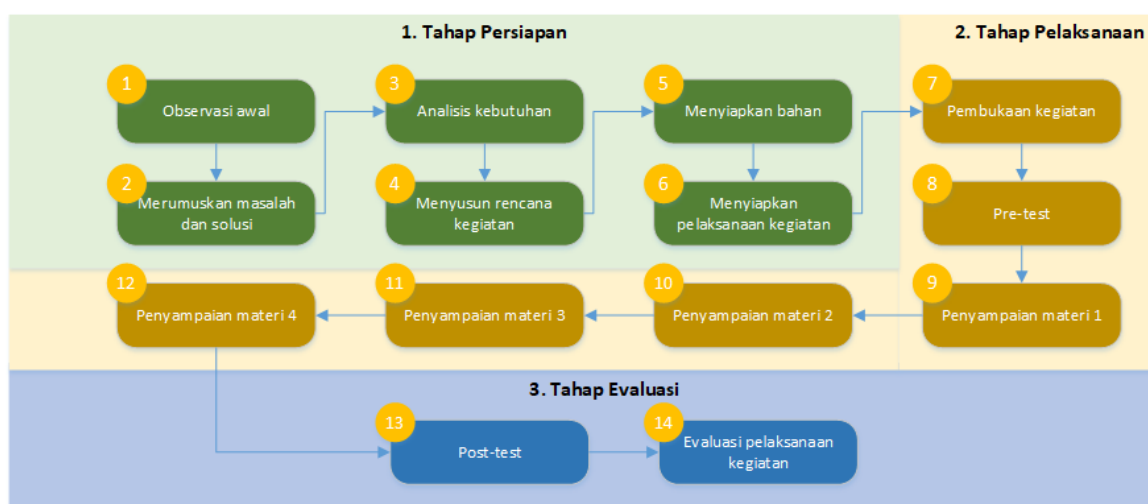 1. Tahap Persiapan
2. Tahap Pelaksanaan
1
Observasi awal
2
Merumuskan masalah
dan solusi
3
Analisis kebutuhan
4
Menyusun rencana
kegiatan
5
Menyiapkan bahan
6
Menyiapkan
pelaksanaan kegiatan
7
Pembukaan kegiatan
8
Pre-test
9
Penyampaian materi 1
10
Penyampaian materi 2
11
Penyampaian materi 3
12
Penyampaian materi 4
3. Tahap Evaluasi
13
Post-test
14
Evaluasi pelaksanaan
kegiatan